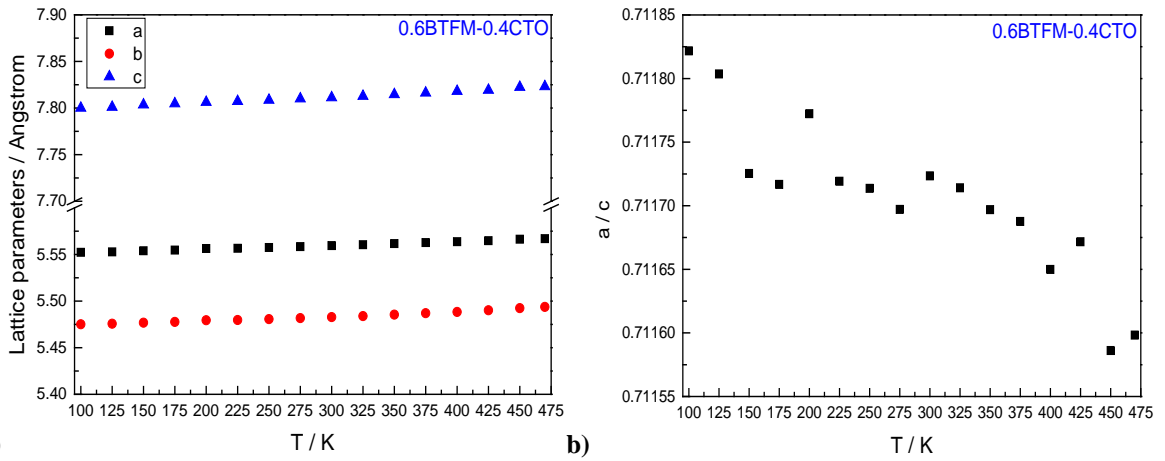 7.90
7.85
7.80
7.75
7.70
5.55
5.50
5.45
5.40
Lattice parameters / Angstrom
a
b
c
0.6BTFM-0.4CTO
100 125 150 175 200 225 250 275 300 325 350 375 400 425 450 475
T / K
b)
0.71185
0.71180
0.71175
0.71170
0.71165
0.71160
0.71155
a / c
0.6BTFM-0.4CTO
100 125 150 175 200 225 250 275 300 325 350 375 400 425 450 475
T / K